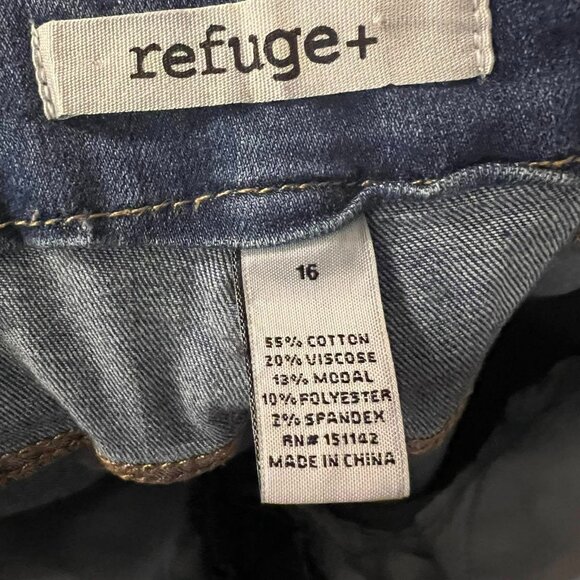 refuge+
16
55% COTTON
20% VISCOSE
13% MODAL
10% POLYESTER
2% SPANDEX
RN# 151142
MADE IN CHINA